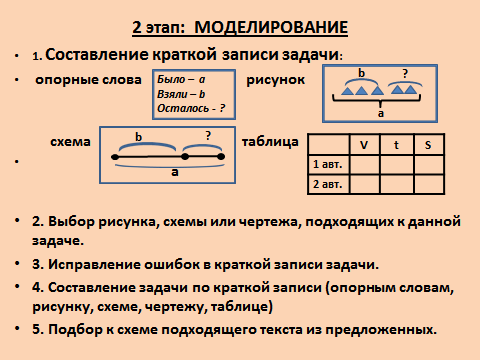 2 этап: МОДЕЛИРОВАНИЕ
• 1. Составление краткой записи задачи:
• опорные слова
Было – a
Взяли – b
Осталось - ?
рисунок
b ?
a
схема
b ?
a
таблица
V t S
1 авт.
2 авт.
• 2. Выбор рисунка, схемы или чертежа, подходящих к данной
задаче.
• 3. Исправление ошибок в краткой записи задачи.
• 4. Составление задачи по краткой записи (опорным словам,
рисунку, схеме, чертежу, таблице)
• 5. Подбор к схеме подходящего текста из предложенных.